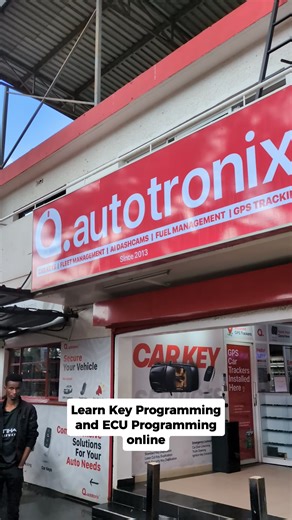 autotronix
FLEET MANAGEMENT | AI DASHCAMS | FUEL MANAGEMENT | GPS TRACKIN
Since 2013
Secure
Your Vehicle
CAR KEY
GPS
Car
Trackers
Installed
Here
Solutions
For Your
Auto Needs
Learn Key Programming
and ECU Programming
online